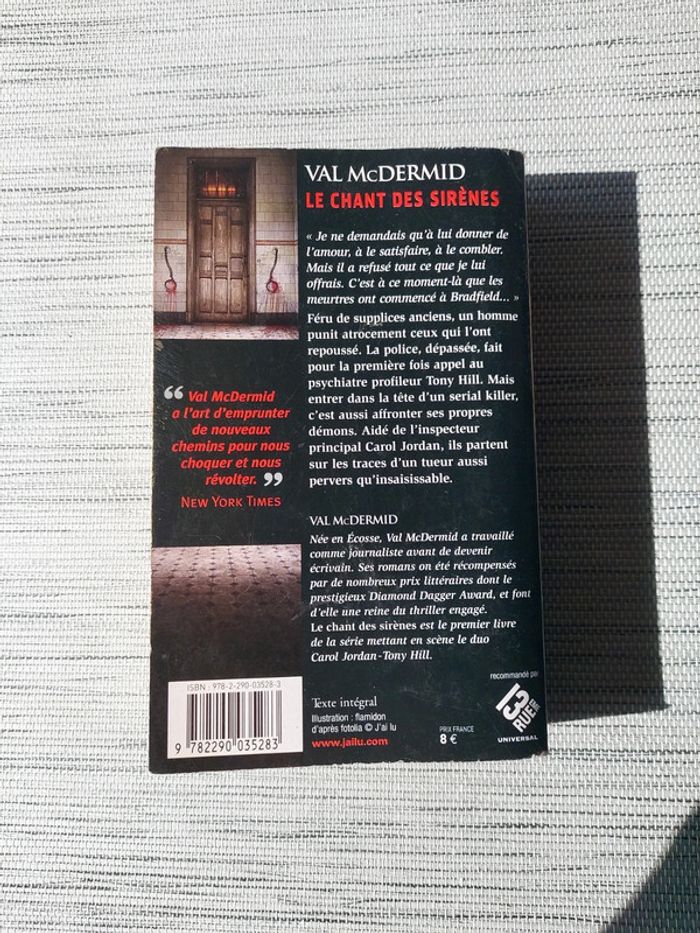 VAL McDERMID
LE CHANT DES SIRÈNES
« Je ne demandais qu'à lui donner de
l'amour, à le satisfaire, à le combler.
Mais il a refusé tout ce que je lui
offrais. C'est à ce moment-là que les
meurtres ont commencé à Bradfield... »
Féru de supplices anciens, un homme
punit atrocement ceux qui l'ont
repoussé. La police, dépassée, fait
pour la première fois appel au
psychiatre profileur Tony Hill. Mais
entrer dans la tête d'un serial killer,
c'est aussi affronter ses propres
démons. Aidé de l'inspecteur
principal Carol Jordan, ils partent
sur les traces d'un tueur aussi
pervers qu'insaisissable.
“ Val McDermid
a l'art d'emprunter
de nouveaux
chemins pour nous
choquer et nous
révolter. ”
NEW YORK TIMES
VAL McDERMID
Née en Écosse, Val McDermid a travaillé
comme journaliste avant de devenir
écrivain. Ses romans on été récompensés
par de nombreux prix littéraires dont le
prestigieux Diamond Dagger Award, et font
d'elle une reine du thriller engagé.
Le chant des sirènes est le premier livre
de la série mettant en scène le duo
Carol Jordan-Tony Hill.
ISBN : 978-2-290-03528-3
9 782290 035283
Texte intégral
Illustration : flamidon
d'après fotolia © J'ai lu
www.jailu.com
PRIX FRANCE
8 €
recommandé par
13
EME
RUE
UNIVERSAL